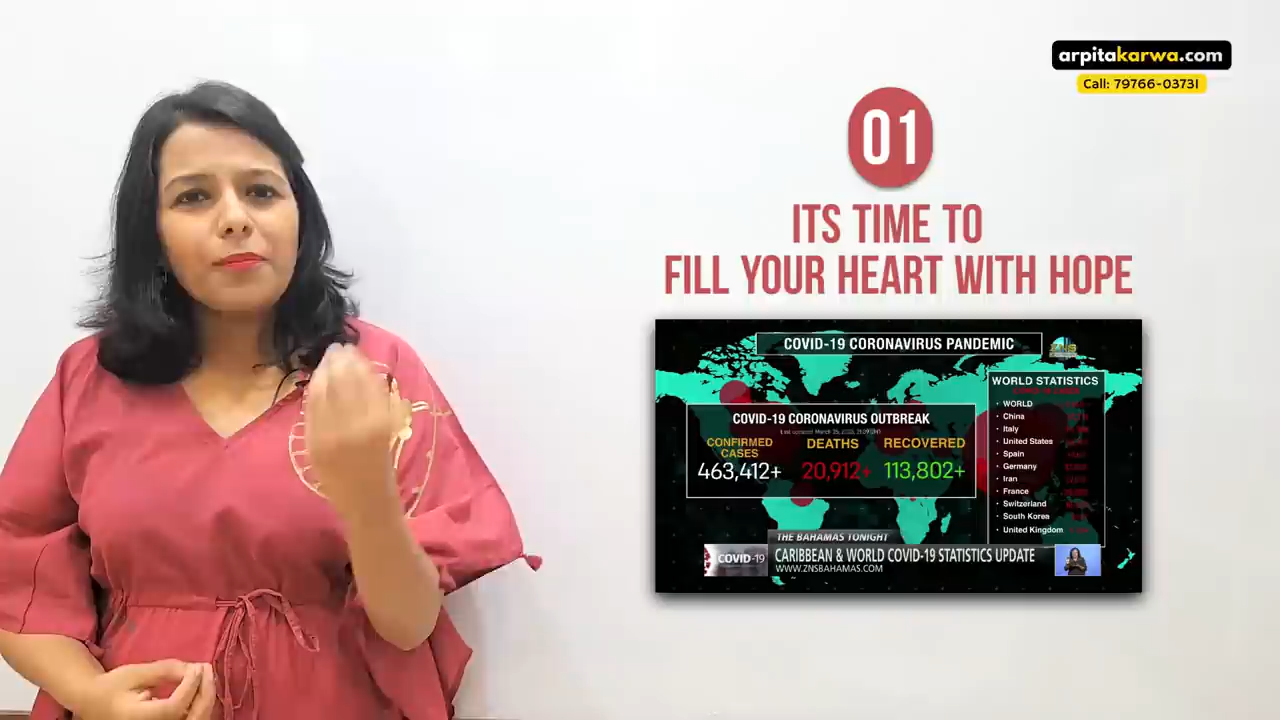 arpitakarwa.com
Call: 79766-03731
01
ITS TIME TO
FILL YOUR HEART WITH HOPE
COVID-19 CORONAVIRUS PANDEMIC
ZNS
WORLD STATISTICS
COVID-19 CORONAVIRUS OUTBREAK
CONFIRMED CASES DEATHS RECOVERED
463,412+ 20,912+ 113,802+
WORLD
China
Italy
United States
Spain
Germany
Iran
France
Switzerland
South Korea
United Kingdom
THE BAHAMAS TONIGHT
COVID-19
CARIBBEAN & WORLD COVID-19 STATISTICS UPDATE
WWW.ZNSBAHAMAS.COM